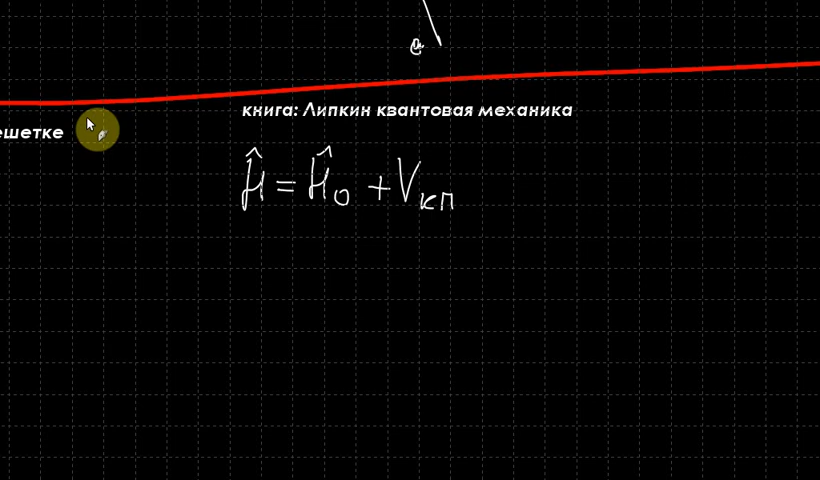 книга: Липкин квантовая механика
ешетке
Ĥ = Ĥ₀ + Vкп